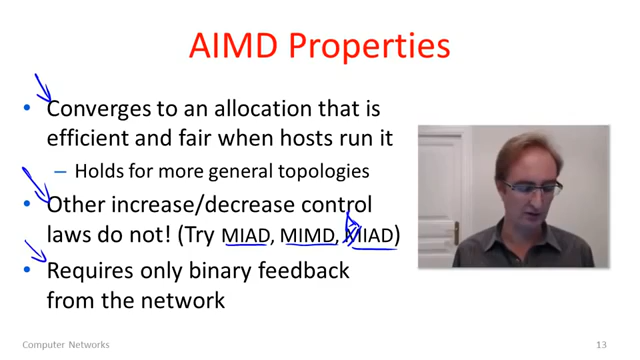 AIMD Properties
• Converges to an allocation that is
efficient and fair when hosts run it
– Holds for more general topologies
• Other increase/decrease control
laws do not! (Try MIAD, MIMD, MIAD)
• Requires only binary feedback
from the network
Computer Networks
13